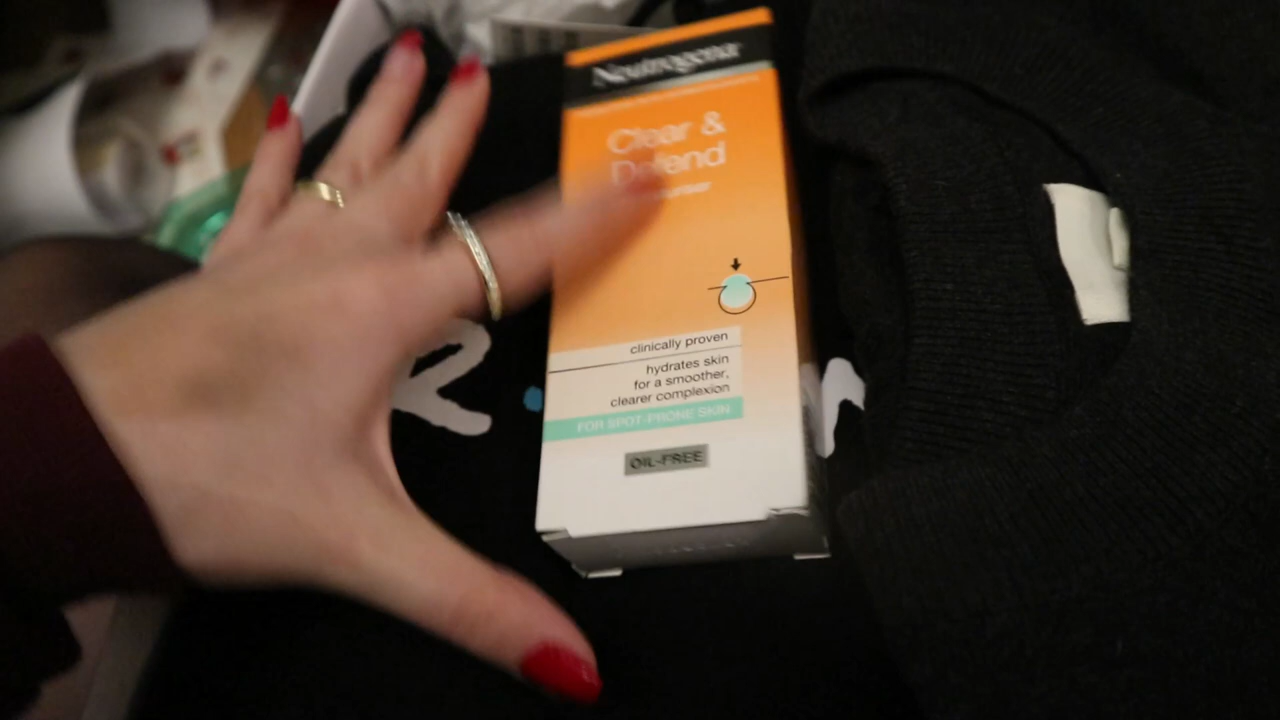 Neutrogena
Clear &
Defend
clinically proven
hydrates skin
for a smoother,
clearer complexion
FOR SPOT-PRONE SKIN
OIL-FREE